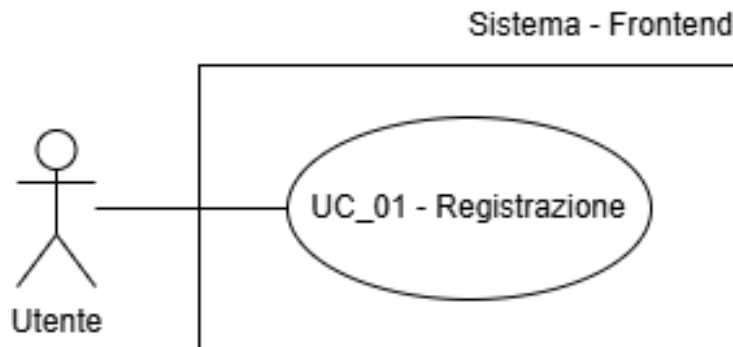 Sistema - Frontend
UC_01 - Registrazione
Utente